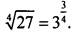 ∜27 = 3^{3/4}.